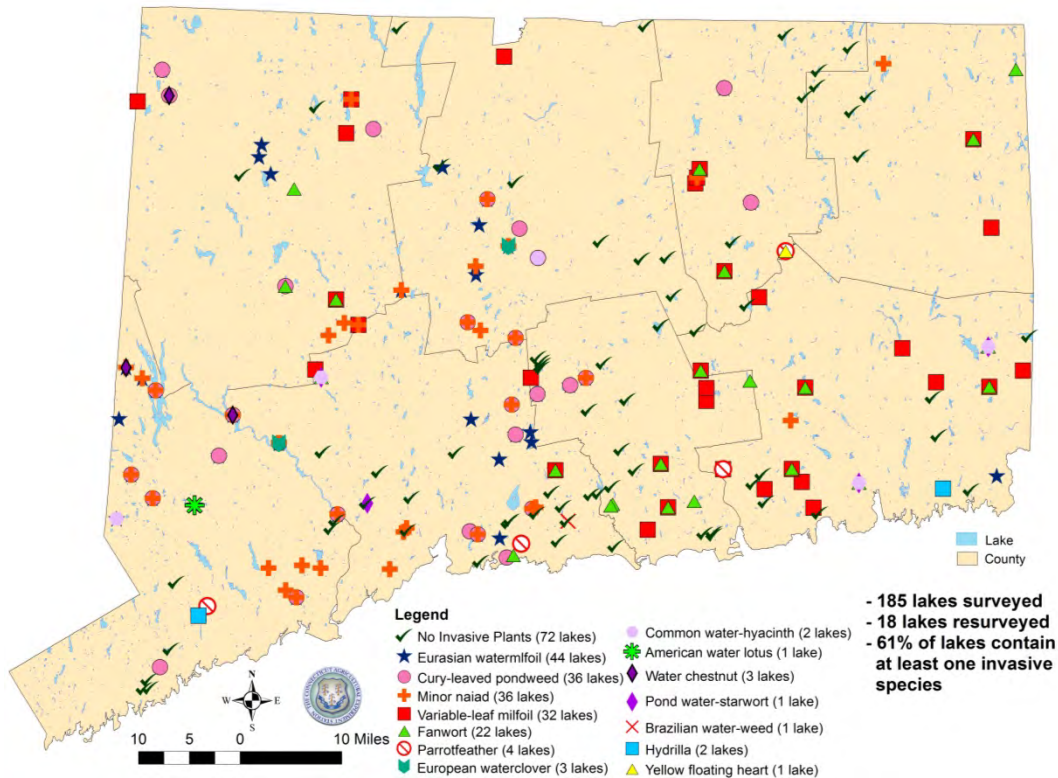 Lake
County
- 185 lakes surveyed
- 18 lakes resurveyed
- 61% of lakes contain
at least one invasive
species
Legend
No Invasive Plants (72 lakes)
Eurasian watermlfoil (44 lakes)
Cury-leaved pondweed (36 lakes)
Minor naiad (36 lakes)
Variable-leaf milfoil (32 lakes)
Fanwort (22 lakes)
Parrotfeather (4 lakes)
European waterclover (3 lakes)
Common water-hyacinth (2 lakes)
American water lotus (1 lake)
Water chestnut (3 lakes)
Pond water-starwort (1 lake)
Brazilian water-weed (1 lake)
Hydrilla (2 lakes)
Yellow floating heart (1 lake)
N
W E
S
10 5 0 10 Miles